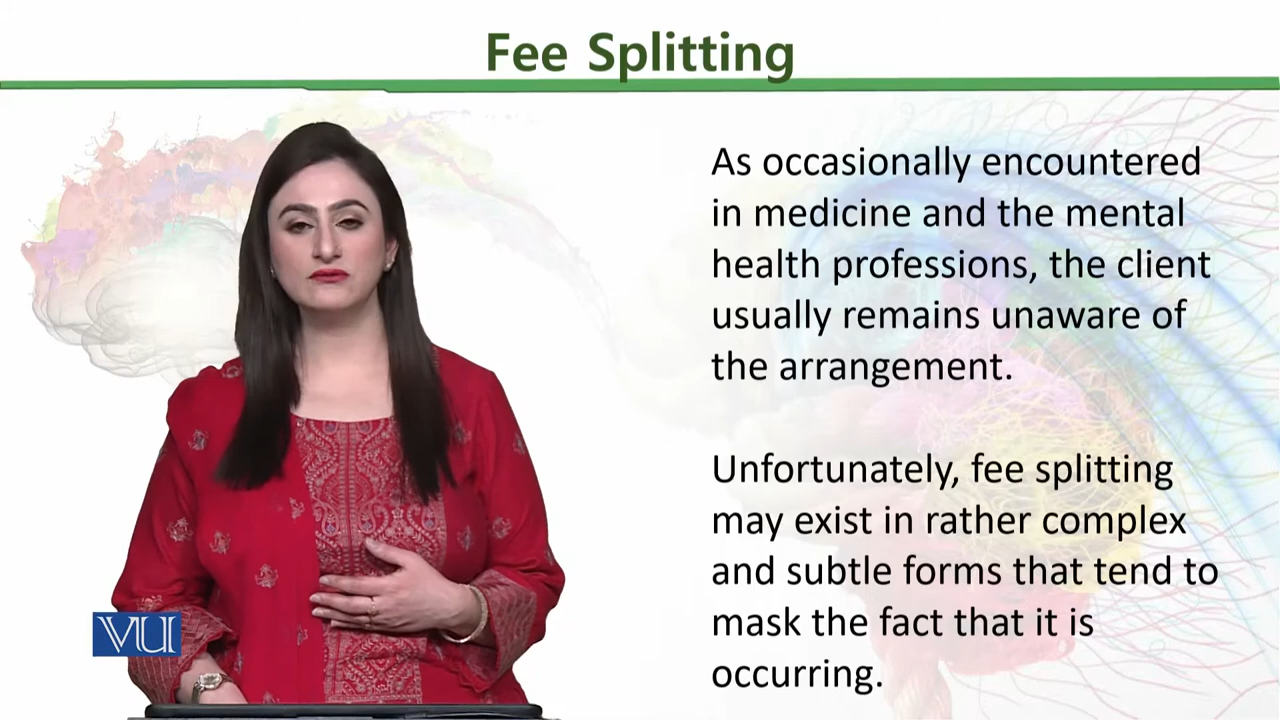 Fee Splitting
As occasionally encountered
in medicine and the mental
health professions, the client
usually remains unaware of
the arrangement.
Unfortunately, fee splitting
may exist in rather complex
and subtle forms that tend to
mask the fact that it is
occurring.
VU